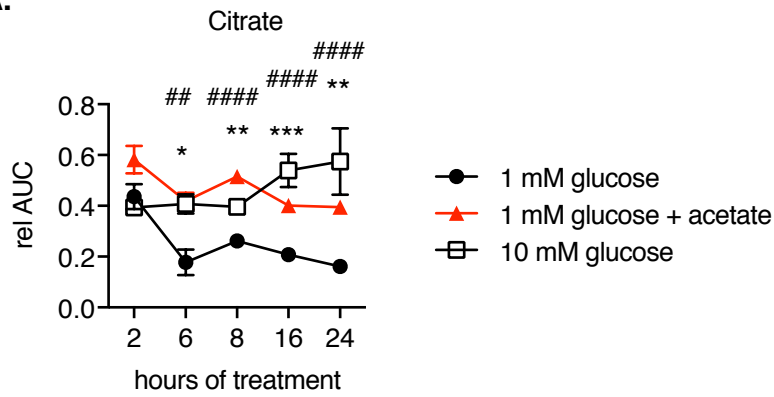 Citrate
####
####
## ####
**
* ** ***
0.8
0.6
0.4
0.2
0.0
rel AUC
2 6 8 16 24
hours of treatment
1 mM glucose
1 mM glucose + acetate
10 mM glucose